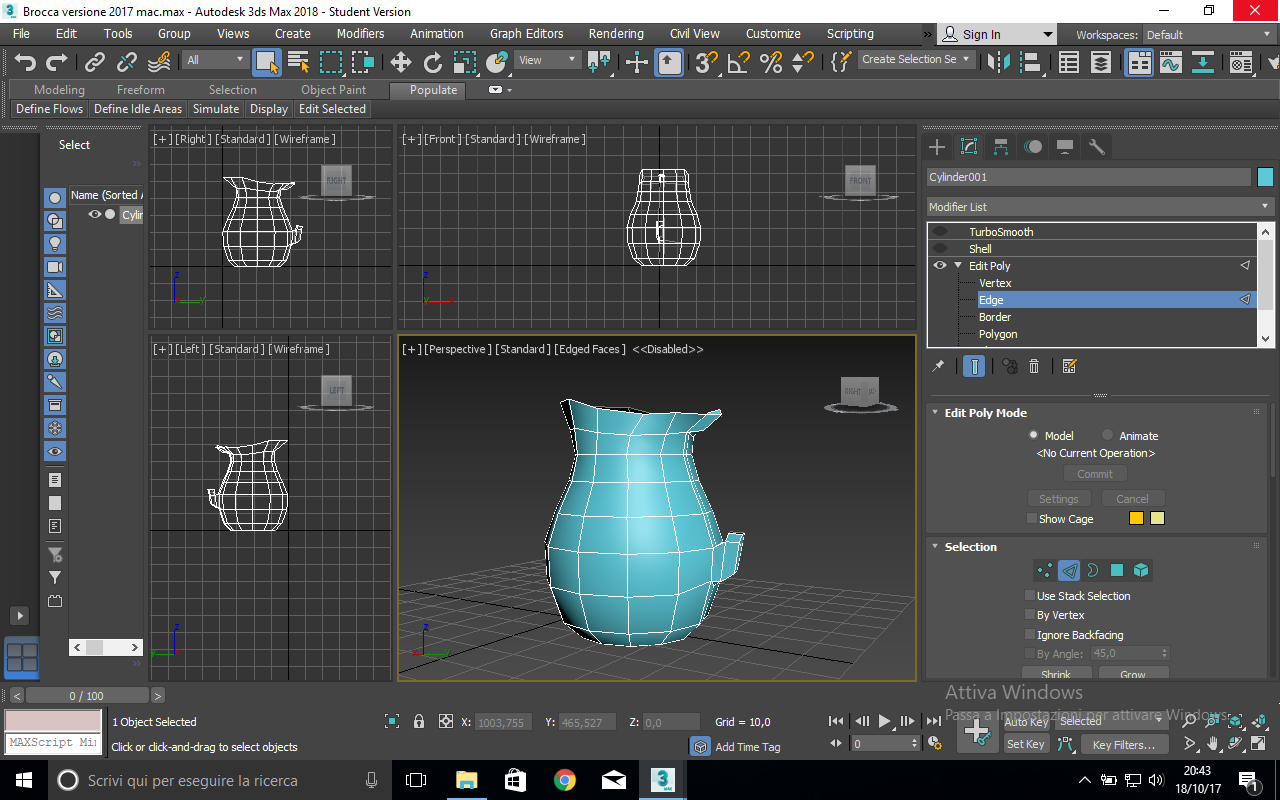 Brocca versione 2017 mac.max - Autodesk 3ds Max 2018 - Student Version
File Edit Tools Group Views Create Modifiers Animation Graph Editors Rendering Civil View Customize Scripting » Sign In Workspaces: Default
All View Create Selection Se
Modeling Freeform Selection Object Paint Populate
Define Flows Define Idle Areas Simulate Display Edit Selected
Select
Name (Sorted A
Cylin
[+] [Right] [Standard] [Wireframe]
RIGHT
[+] [Front] [Standard] [Wireframe]
FRONT
[+] [Left] [Standard] [Wireframe]
LEFT
[+] [Perspective] [Standard] [Edged Faces] <<Disabled>>
RIGHT
Cylinder001
Modifier List
TurboSmooth
Shell
Edit Poly
Vertex
Edge
Border
Polygon
Edit Poly Mode
Model Animate
<No Current Operation>
Commit
Settings Cancel
Show Cage
Selection
Use Stack Selection
By Vertex
Ignore Backfacing
By Angle: 45,0
Shrink Grow
0 / 100
Attiva Windows
Passa a Impostazioni per attivare Windows.
1 Object Selected
X: 1003,755 Y: 465,527 Z: 0,0 Grid = 10,0
Auto Key Selected
MAXScript Min
Click or click-and-drag to select objects
Add Time Tag
0
Set Key Key Filters...
Scrivi qui per eseguire la ricerca
3
MAX
20:43
18/10/17
1